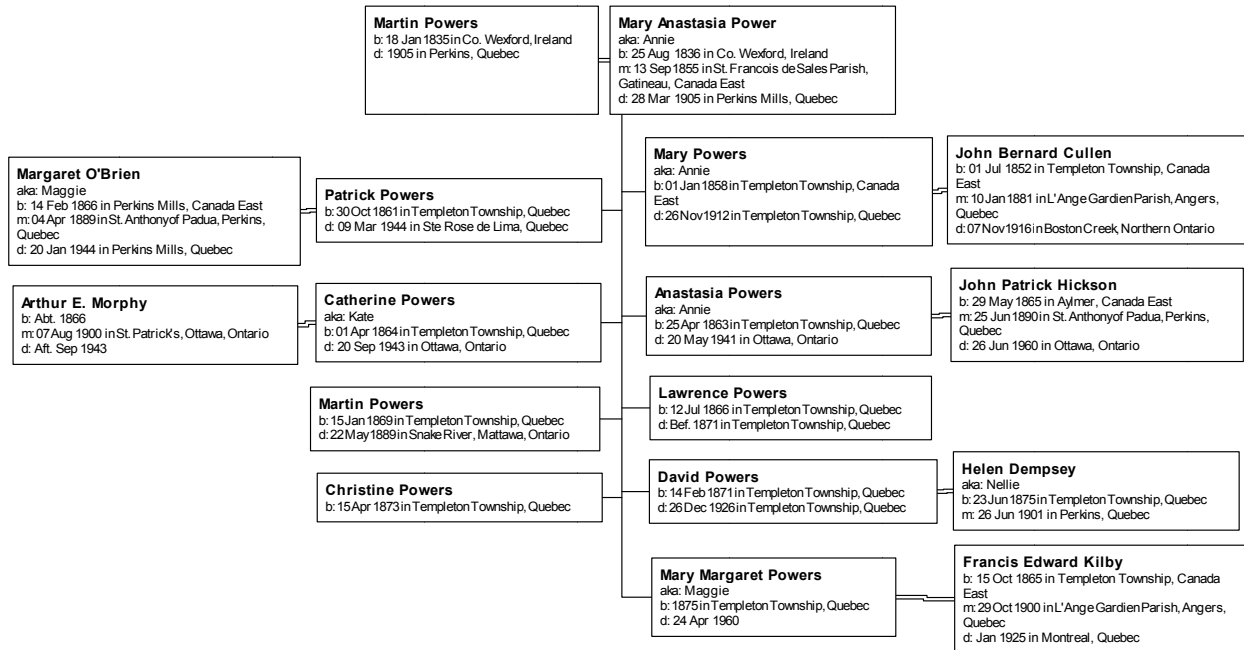 Martin Powers
b: 18 Jan 1835 in Co. Wexford, Ireland
d: 1905 in Perkins, Quebec
Mary Anastasia Power
aka: Annie
b: 25 Aug 1836 in Co. Wexford, Ireland
m: 13 Sep 1855 in St. Francois de Sales Parish,
Gatineau, Canada East
d: 28 Mar 1905 in Perkins Mills, Quebec
Mary Powers
aka: Annie
b: 01 Jan 1858 in Templeton Township, Canada
East
d: 26 Nov 1912 in Templeton Township, Quebec
John Bernard Cullen
b: 01 Jul 1852 in Templeton Township, Canada
East
m: 10 Jan 1881 in L'Ange Gardien Parish, Angers,
Quebec
d: 07 Nov 1916 in Boston Creek, Northern Ontario
Margaret O'Brien
aka: Maggie
b: 14 Feb 1866 in Perkins Mills, Canada East
m: 04 Apr 1889 in St. Anthony of Padua, Perkins,
Quebec
d: 20 Jan 1944 in Perkins Mills, Quebec
Patrick Powers
b: 30 Oct 1861 in Templeton Township, Quebec
d: 09 Mar 1944 in Ste Rose de Lima, Quebec
Arthur E. Morphy
b: Abt. 1866
m: 07 Aug 1900 in St. Patrick's, Ottawa, Ontario
d: Aft. Sep 1943
Catherine Powers
aka: Kate
b: 01 Apr 1864 in Templeton Township, Quebec
d: 20 Sep 1943 in Ottawa, Ontario
Anastasia Powers
aka: Annie
b: 25 Apr 1863 in Templeton Township, Quebec
d: 20 May 1941 in Ottawa, Ontario
John Patrick Hickson
b: 29 May 1865 in Aylmer, Canada East
m: 25 Jun 1890 in St. Anthony of Padua, Perkins,
Quebec
d: 26 Jun 1960 in Ottawa, Ontario
Martin Powers
b: 15 Jan 1869 in Templeton Township, Quebec
d: 22 May 1889 in Snake River, Mattawa, Ontario
Lawrence Powers
b: 12 Jul 1866 in Templeton Township, Quebec
d: Bef. 1871 in Templeton Township, Quebec
Christine Powers
b: 15 Apr 1873 in Templeton Township, Quebec
David Powers
b: 14 Feb 1871 in Templeton Township, Quebec
d: 26 Dec 1926 in Templeton Township, Quebec
Helen Dempsey
aka: Nellie
b: 23 Jun 1875 in Templeton Township, Quebec
m: 26 Jun 1901 in Perkins, Quebec
Mary Margaret Powers
aka: Maggie
b: 1875 in Templeton Township, Quebec
d: 24 Apr 1960
Francis Edward Kilby
b: 15 Oct 1865 in Templeton Township, Canada
East
m: 29 Oct 1900 in L'Ange Gardien Parish, Angers,
Quebec
d: Jan 1925 in Montreal, Quebec